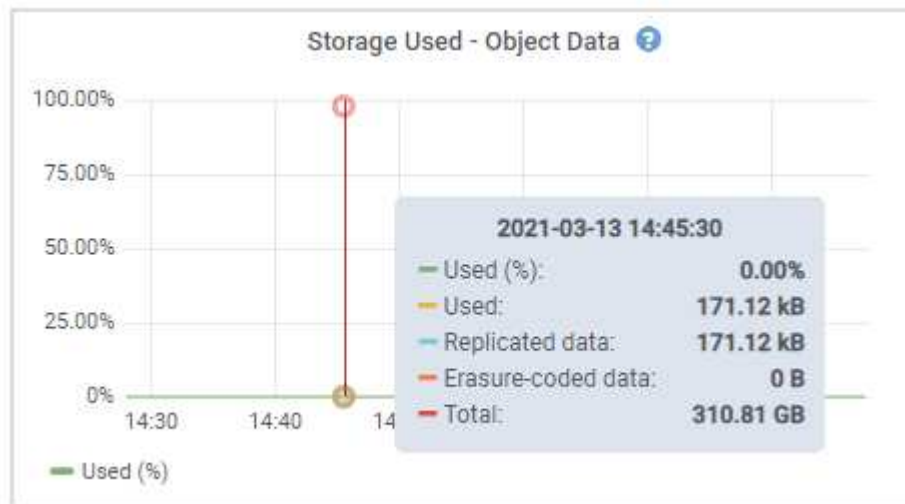 Storage Used - Object Data ?
100.00%
75.00%
50.00%
25.00%
0%
14:30 14:40 14
2021-03-13 14:45:30
Used (%): 0.00%
Used: 171.12 kB
Replicated data: 171.12 kB
Erasure-coded data: 0 B
Total: 310.81 GB
Used (%)